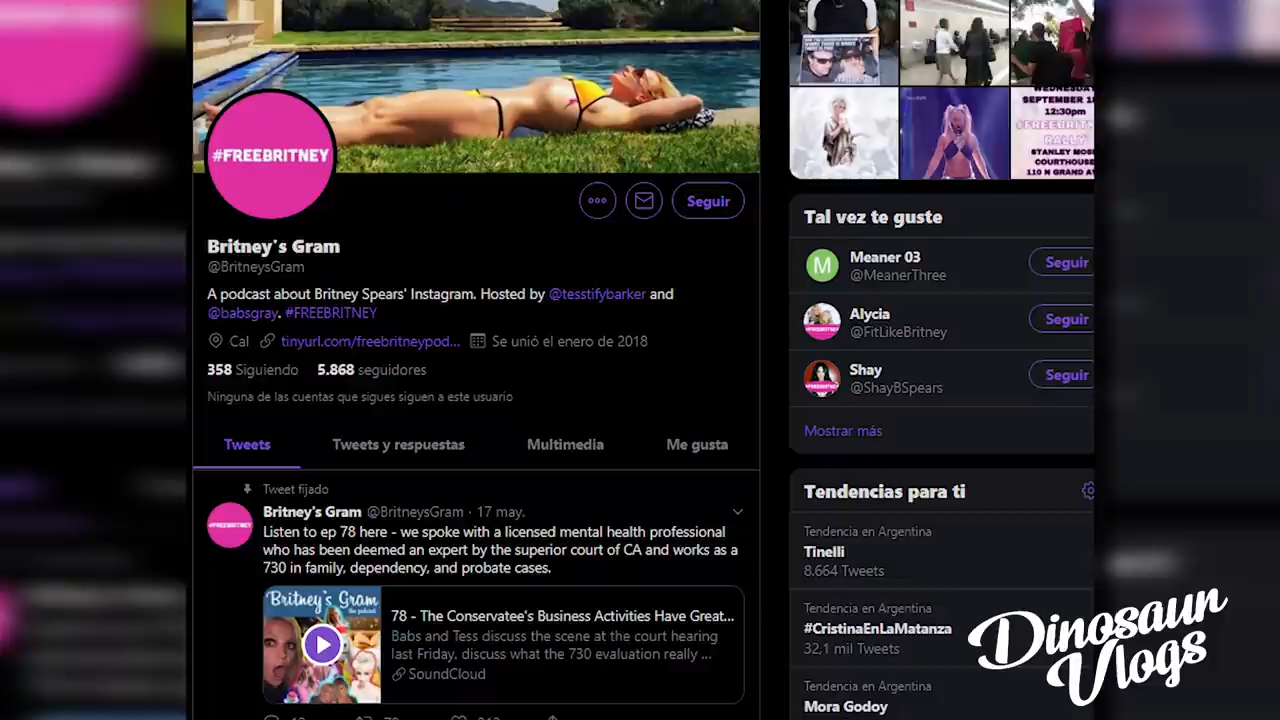 #FREEBRITNEY
Seguir
Britney's Gram
@BritneysGram
A podcast about Britney Spears' Instagram. Hosted by @tesstifybarker and
@babsgray. #FREEBRITNEY
Cal tinyurl.com/freebritneypod... Se unió el enero de 2018
358 Siguiendo 5.868 seguidores
Ninguna de las cuentas que sigues siguen a este usuario
Tweets Tweets y respuestas Multimedia Me gusta
Tweet fijado
#FREEBRITNEY
Britney's Gram @BritneysGram · 17 may.
Listen to ep 78 here - we spoke with a licensed mental health professional
who has been deemed an expert by the superior court of CA and works as a
730 in family, dependency, and probate cases.
Britney's Gram
the podcast
78 - The Conservatee's Business Activities Have Great...
Babs and Tess discuss the scene at the court hearing
last Friday, discuss what the 730 evaluation really ...
SoundCloud
WEDNESDAY
SEPTEMBER
12:30pm
RALLY
STANLEY
COURTHOUSE
110 N GRAND
Tal vez te guste
M
Meaner 03
@MeanerThree
Seguir
Alycia
@FitLikeBritney
Seguir
Shay
@ShayBSpears
Seguir
Mostrar más
Tendencias para ti
Tendencia en Argentina
Tinelli
8.664 Tweets
Tendencia en Argentina
#CristinaEnLaMatanza
32,1 mil Tweets
Tendencia en Argentina
Mora Godoy
Dinosaun
Vlogs